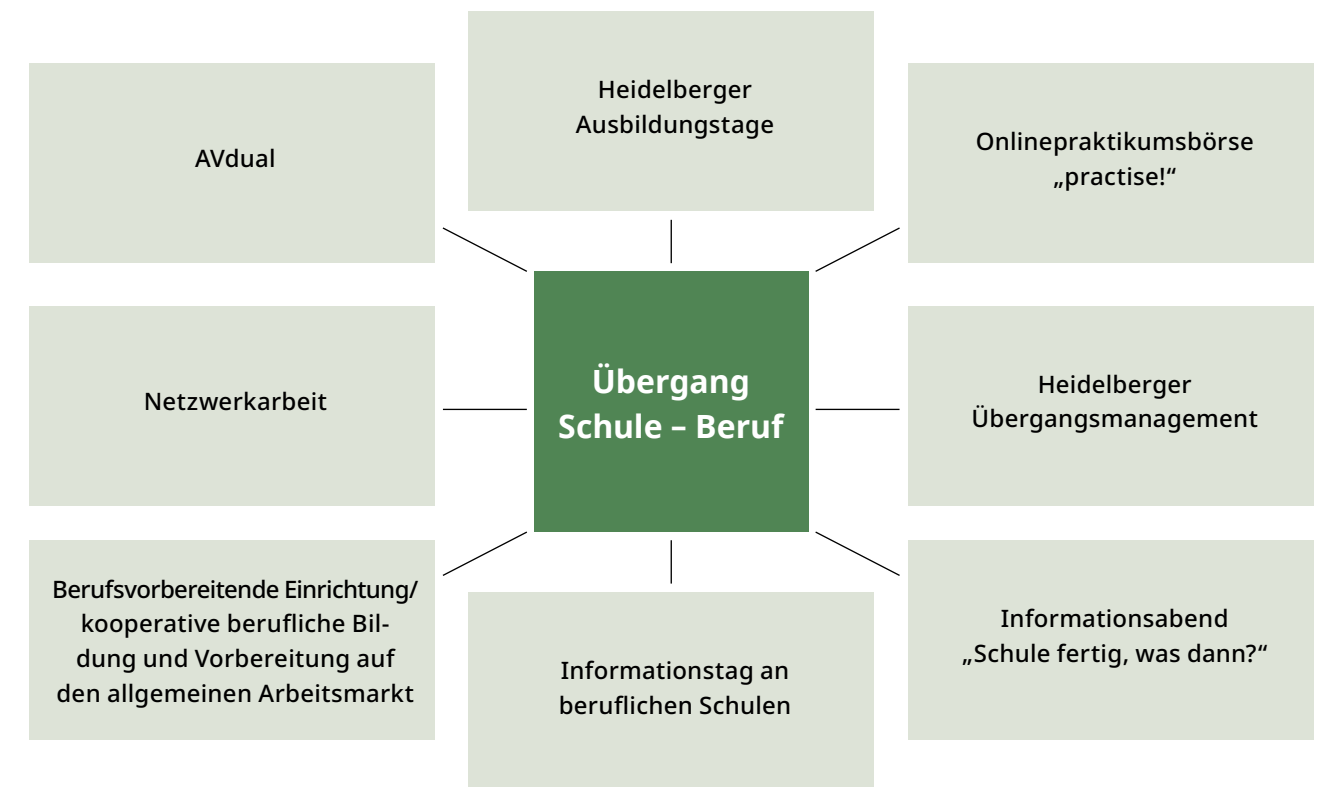 Heidelberger
Ausbildungstage
AVdual
Onlinepraktikumsbörse
„practise!“
Netzwerkarbeit
Übergang
Schule – Beruf
Heidelberger
Übergangsmanagement
Berufsvorbereitende Einrichtung/
kooperative berufliche Bil-
dung und Vorbereitung auf
den allgemeinen Arbeitsmarkt
Informationstag an
beruflichen Schulen
Informationsabend
„Schule fertig, was dann?“